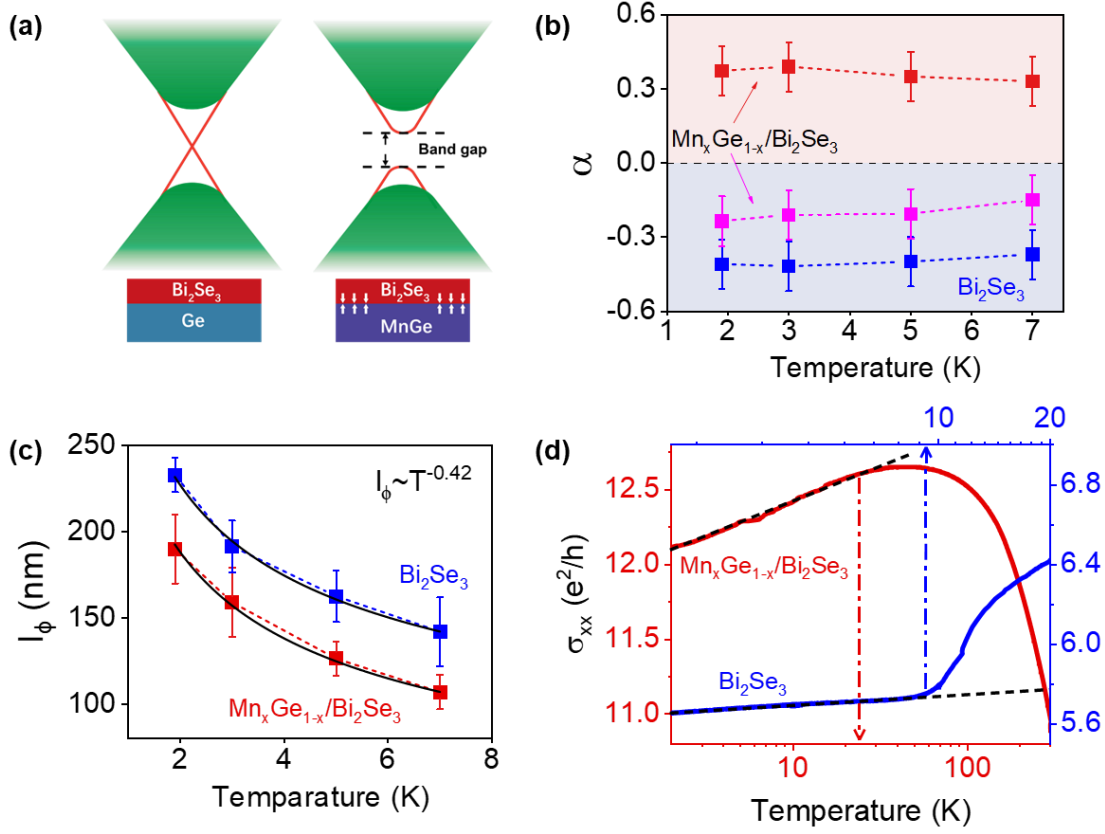 (a)
Band gap
Bi₂Se₃
Ge
Bi₂Se₃
MnGe
(b)
0.6
0.3
0.0
-0.3
-0.6
α
MnₓGe₁₋ₓ/Bi₂Se₃
Bi₂Se₃
1 2 3 4 5 6 7
Temperature (K)
(c)
250
200
150
100
l_ϕ (nm)
l_ϕ~T⁻⁰·⁴²
Bi₂Se₃
MnₓGe₁₋ₓ/Bi₂Se₃
2 4 6 8
Temparature (K)
(d)
10 20
12.5
12.0
11.5
11.0
σₓₓ (e²/h)
6.8
6.4
6.0
5.6
MnₓGe₁₋ₓ/Bi₂Se₃
Bi₂Se₃
10 100
Temperature (K)